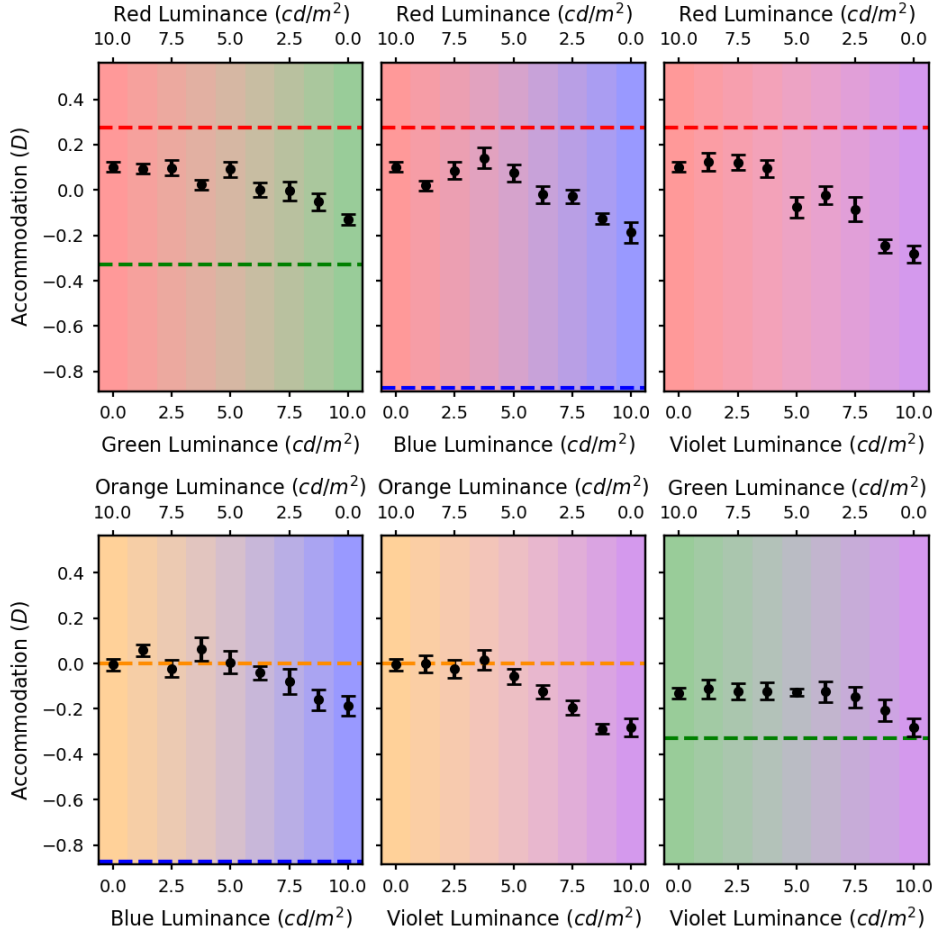 Red Luminance (cd/m²) Red Luminance (cd/m²) Red Luminance (cd/m²)
10.0 7.5 5.0 2.5 0.0 10.0 7.5 5.0 2.5 0.0 10.0 7.5 5.0 2.5 0.0
Accommodation (D)
0.4
0.2
0.0
−0.2
−0.4
−0.6
−0.8
0.0 2.5 5.0 7.5 10.0 0.0 2.5 5.0 7.5 10.0 0.0 2.5 5.0 7.5 10.0
Green Luminance (cd/m²) Blue Luminance (cd/m²) Violet Luminance (cd/m²)
Orange Luminance (cd/m²) Orange Luminance (cd/m²) Green Luminance (cd/m²)
10.0 7.5 5.0 2.5 0.0 10.0 7.5 5.0 2.5 0.0 10.0 7.5 5.0 2.5 0.0
Accommodation (D)
0.4
0.2
0.0
−0.2
−0.4
−0.6
−0.8
0.0 2.5 5.0 7.5 10.0 0.0 2.5 5.0 7.5 10.0 0.0 2.5 5.0 7.5 10.0
Blue Luminance (cd/m²) Violet Luminance (cd/m²) Violet Luminance (cd/m²)